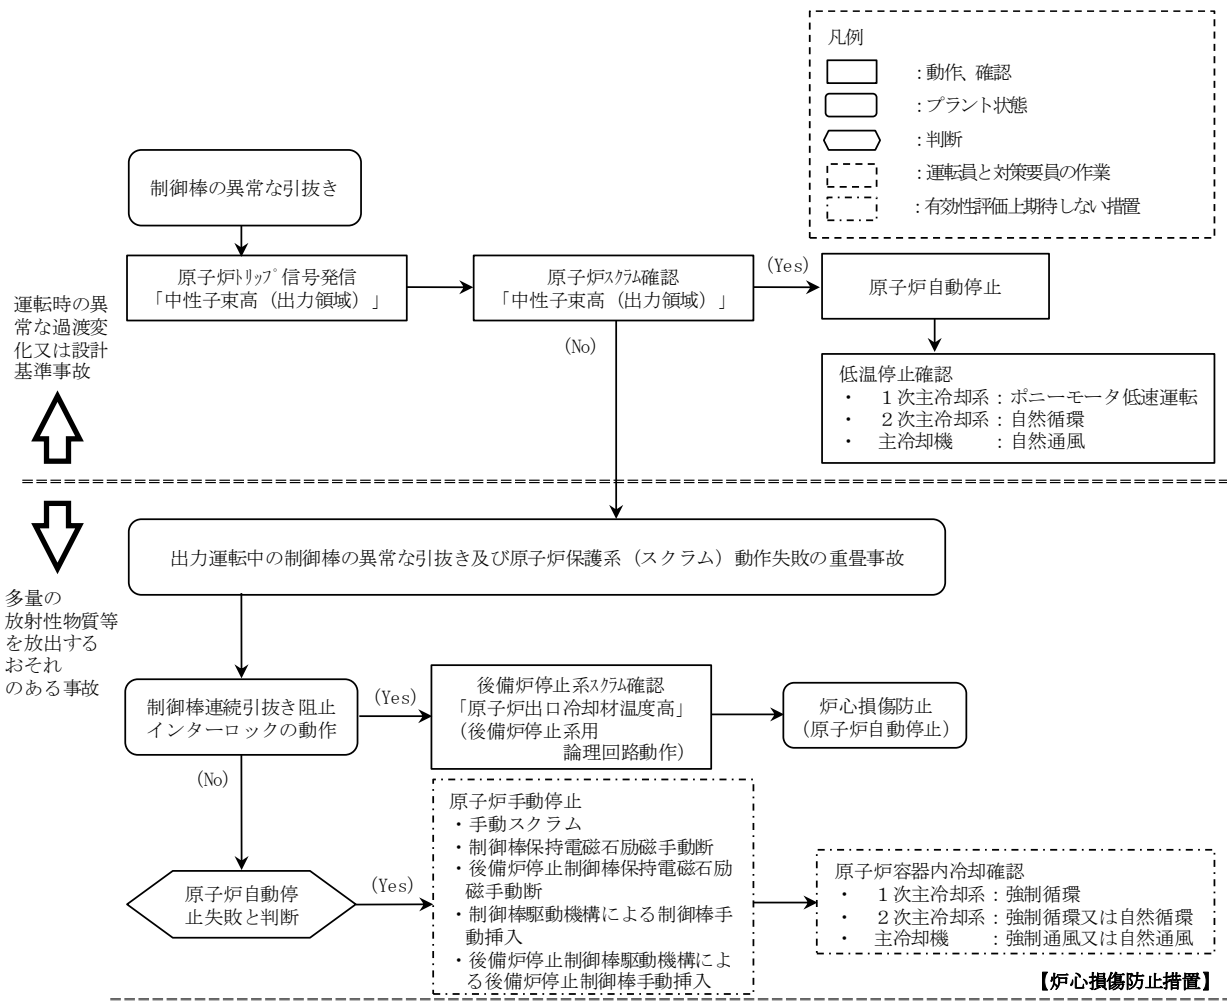 凡例
：動作、確認
：プラント状態
：判断
：運転員と対策要員の作業
：有効性評価上期待しない措置
制御棒の異常な引抜き
原子炉ﾄﾘｯﾌﾟ信号発信
「中性子束高（出力領域）」
原子炉ｽｸﾗﾑ確認
「中性子束高（出力領域）」
(Yes)
原子炉自動停止
(No)
運転時の異
常な過渡変
化又は設計
基準事故
低温停止確認
・ １次主冷却系：ポニーモータ低速運転
・ ２次主冷却系：自然循環
・ 主冷却機 ：自然通風
出力運転中の制御棒の異常な引抜き及び原子炉保護系（スクラム）動作失敗の重畳事故
多量の
放射性物質等
を放出する
おそれ
のある事故
制御棒連続引抜き阻止
インターロックの動作
(Yes)
後備炉停止系ｽｸﾗﾑ確認
「原子炉出口冷却材温度高」
（後備炉停止系用
論理回路動作）
炉心損傷防止
(原子炉自動停止)
(No)
原子炉自動停
止失敗と判断
(Yes)
原子炉手動停止
・手動スクラム
・制御棒保持電磁石励磁手動断
・後備炉停止制御棒保持電磁石励
磁手動断
・制御棒駆動機構による制御棒手
動挿入
・後備炉停止制御棒駆動機構によ
る後備炉停止制御棒手動挿入
原子炉容器内冷却確認
・ １次主冷却系：強制循環
・ ２次主冷却系：強制循環又は自然循環
・ 主冷却機 ：強制通風又は自然通風
【炉心損傷防止措置】